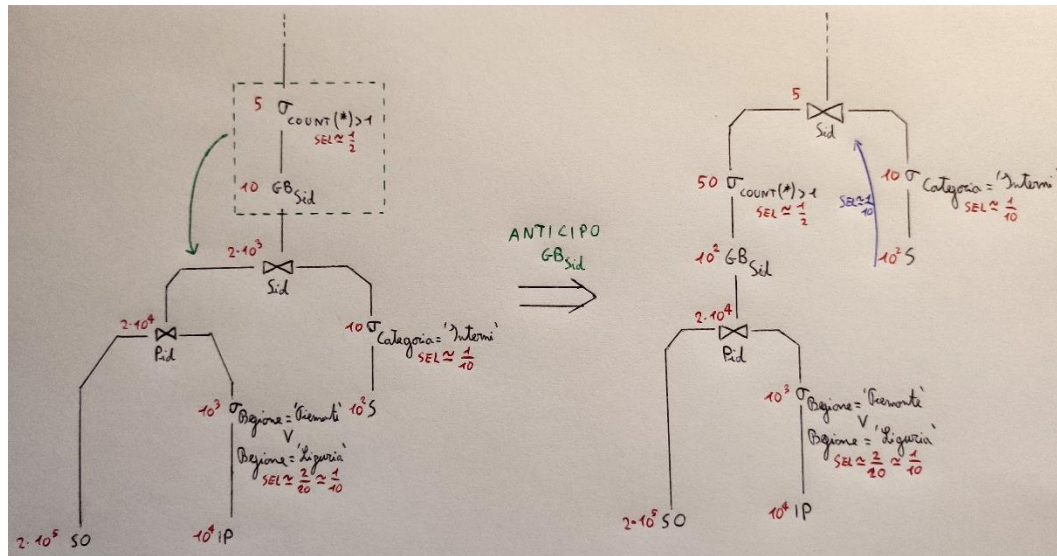 5 σ COUNT(*)>1
SEL ≃ 1/2
10 GB Sid
2·10³ ⋈ Sid
2·10⁴ ⋈ Pid
10 σ Categoria='Interni'
SEL ≃ 1/10
10² S
10³ σ Regione='Piemonte'
∨
Regione='Liguria'
SEL ≃ 2/20 ≃ 1/10
2·10⁵ SO
10⁴ IP
ANTICIPO
GB Sid
⇒
5 ⋈ Sid
50 σ COUNT(*)>1
SEL ≃ 1/2
SEL ≃ 1/10
10 σ Categoria='Interni'
SEL ≃ 1/10
10² S
10² GB Sid
2·10⁴ ⋈ Pid
10³ σ Regione='Piemonte'
∨
Regione='Liguria'
SEL ≃ 2/20 ≃ 1/10
2·10⁵ SO
10⁴ IP